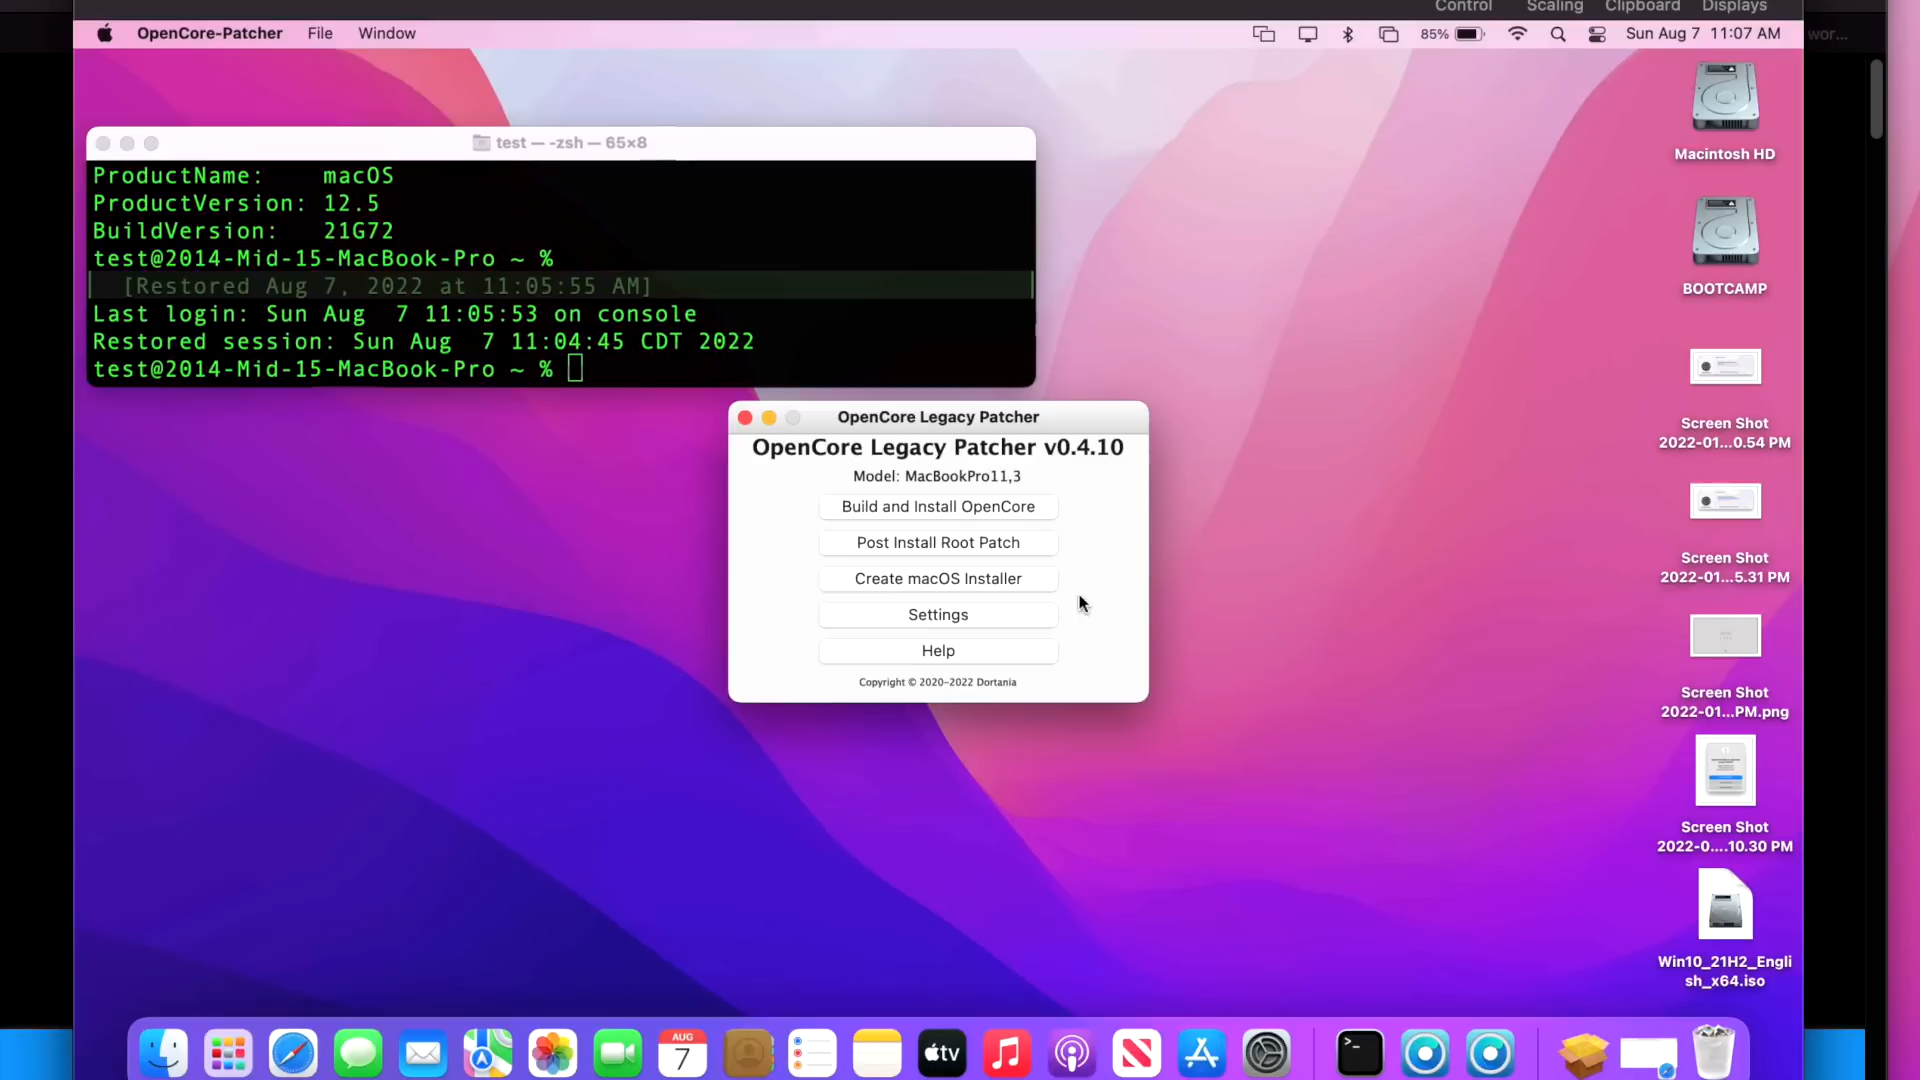 Control Scaling Clipboard Displays
OpenCore-Patcher File Window 85% Sun Aug 7 11:07 AM
wor...
test — -zsh — 65×8
ProductName: macOS
ProductVersion: 12.5
BuildVersion: 21G72
test@2014-Mid-15-MacBook-Pro ~ %
[Restored Aug 7, 2022 at 11:05:55 AM]
Last login: Sun Aug 7 11:05:53 on console
Restored session: Sun Aug 7 11:04:45 CDT 2022
test@2014-Mid-15-MacBook-Pro ~ %
OpenCore Legacy Patcher
OpenCore Legacy Patcher v0.4.10
Model: MacBookPro11,3
Build and Install OpenCore
Post Install Root Patch
Create macOS Installer
Settings
Help
Copyright © 2020-2022 Dortania
Macintosh HD
BOOTCAMP
Screen Shot
2022-01...0.54 PM
Screen Shot
2022-01...5.31 PM
Screen Shot
2022-01...PM.png
Screen Shot
2022-0....10.30 PM
Win10_21H2_Engli
sh_x64.iso
AUG
7
tv
>_